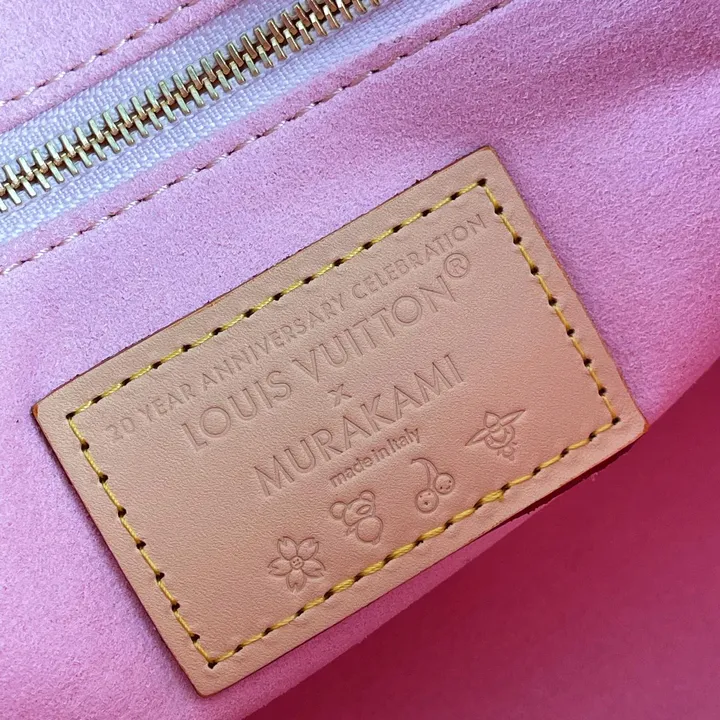 20 YEAR ANNIVERSARY CELEBRATION
LOUIS VUITTON®
x
MURAKAMI
made in Italy